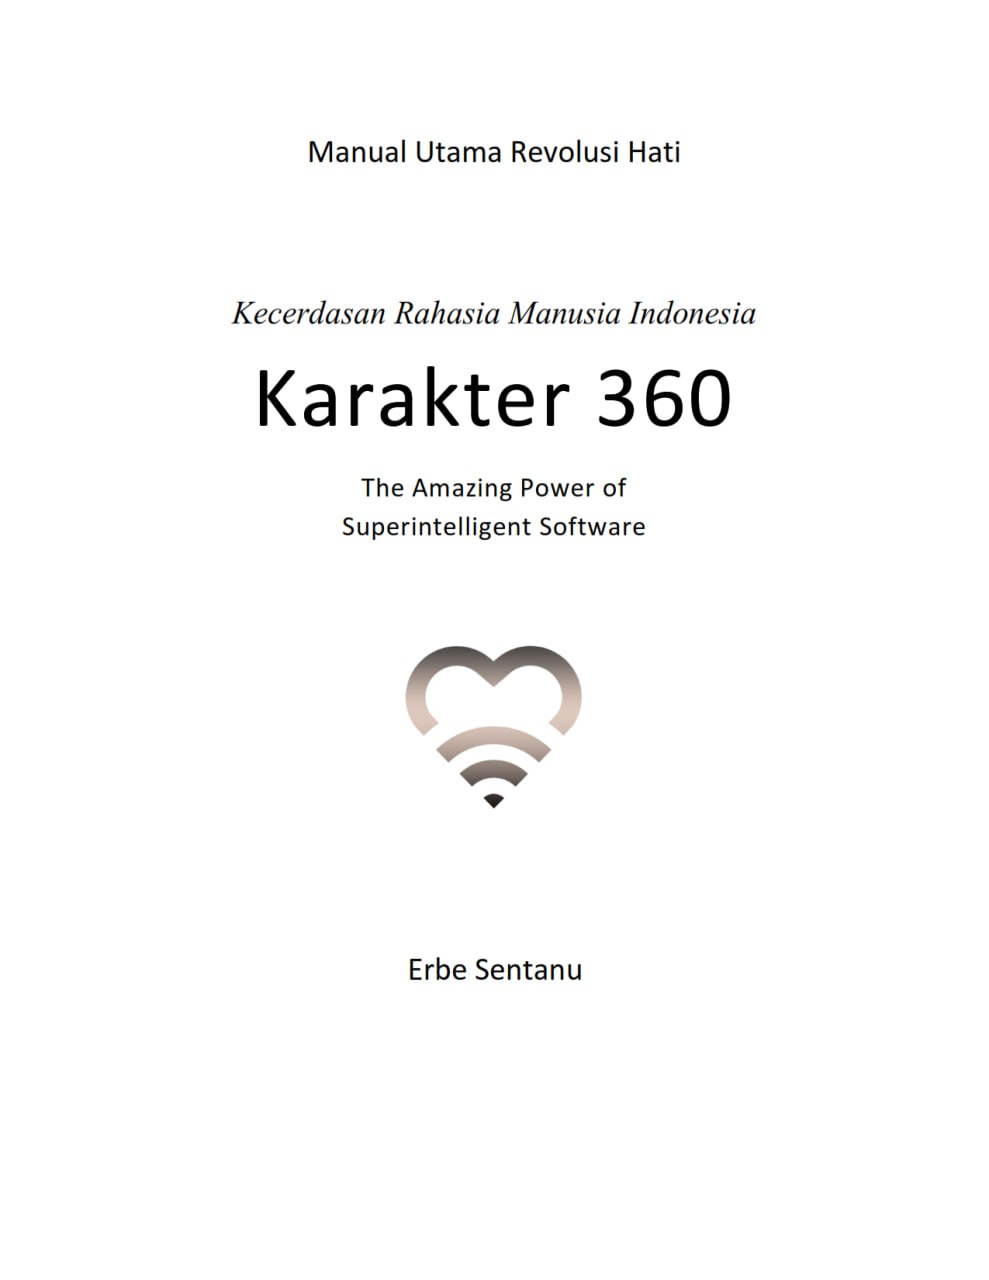 Manual Utama Revolusi Hati
Kecerdasan Rahasia Manusia Indonesia
Karakter 360
The Amazing Power of
Superintelligent Software
Erbe Sentanu